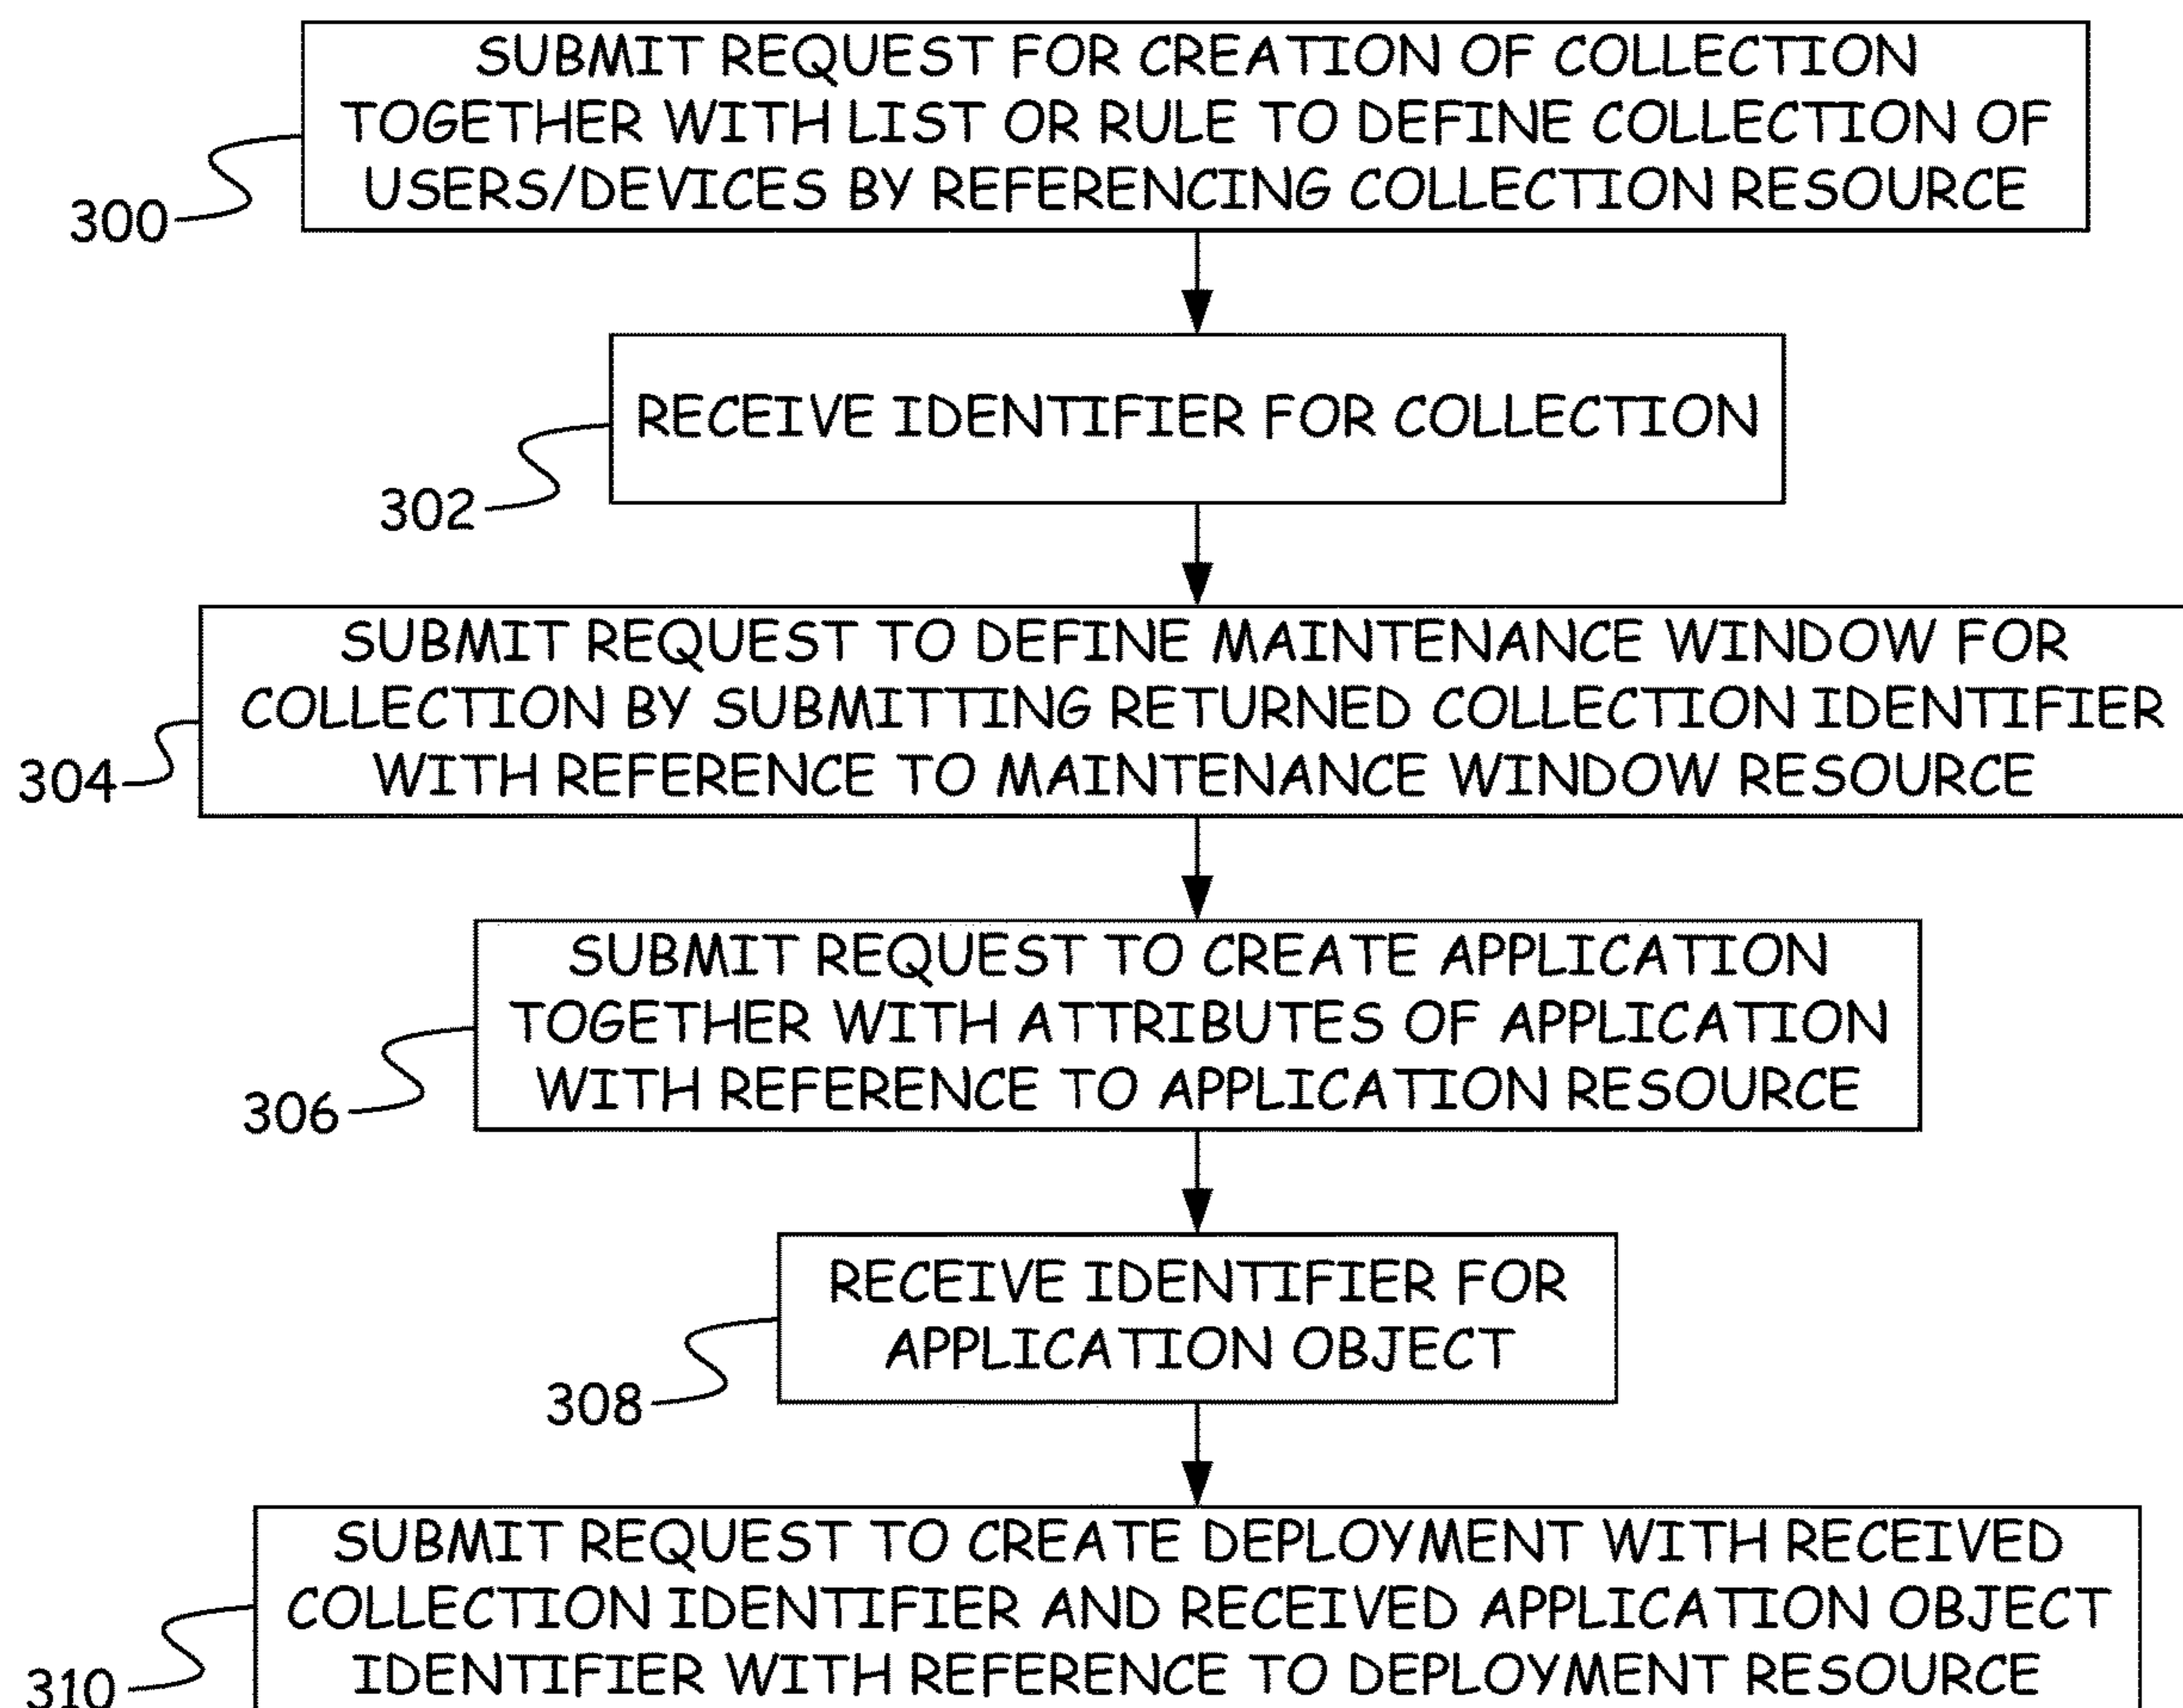 SUBMIT REQUEST FOR CREATION OF COLLECTION
TOGETHER WITH LIST OR RULE TO DEFINE COLLECTION OF
USERS/DEVICES BY REFERENCING COLLECTION RESOURCE
300
RECEIVE IDENTIFIER FOR COLLECTION
302
SUBMIT REQUEST TO DEFINE MAINTENANCE WINDOW FOR
COLLECTION BY SUBMITTING RETURNED COLLECTION IDENTIFIER
WITH REFERENCE TO MAINTENANCE WINDOW RESOURCE
304
SUBMIT REQUEST TO CREATE APPLICATION
TOGETHER WITH ATTRIBUTES OF APPLICATION
WITH REFERENCE TO APPLICATION RESOURCE
306
RECEIVE IDENTIFIER FOR
APPLICATION OBJECT
308
SUBMIT REQUEST TO CREATE DEPLOYMENT WITH RECEIVED
COLLECTION IDENTIFIER AND RECEIVED APPLICATION OBJECT
IDENTIFIER WITH REFERENCE TO DEPLOYMENT RESOURCE
310